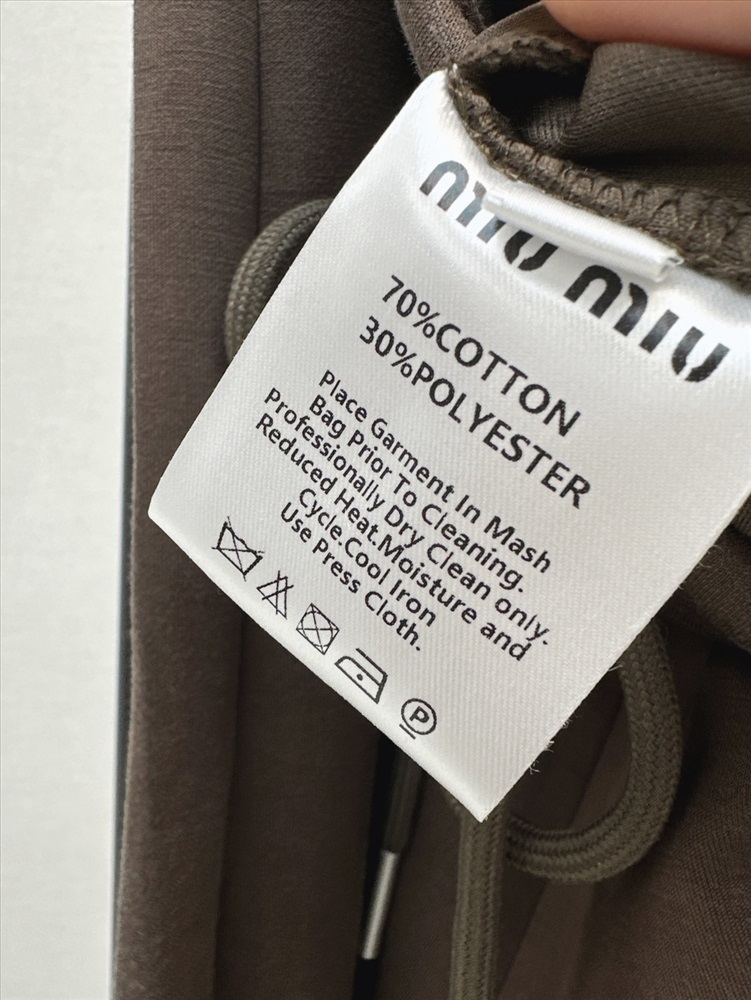 miu miu
70%COTTON
30%POLYESTER
Place Garment In Mash
Bag Prior To Cleaning.
Professionally Dry Clean only-
Reduced Heat.Moisture and
Cycle.Cool Iron
Use Press Cloth.
P